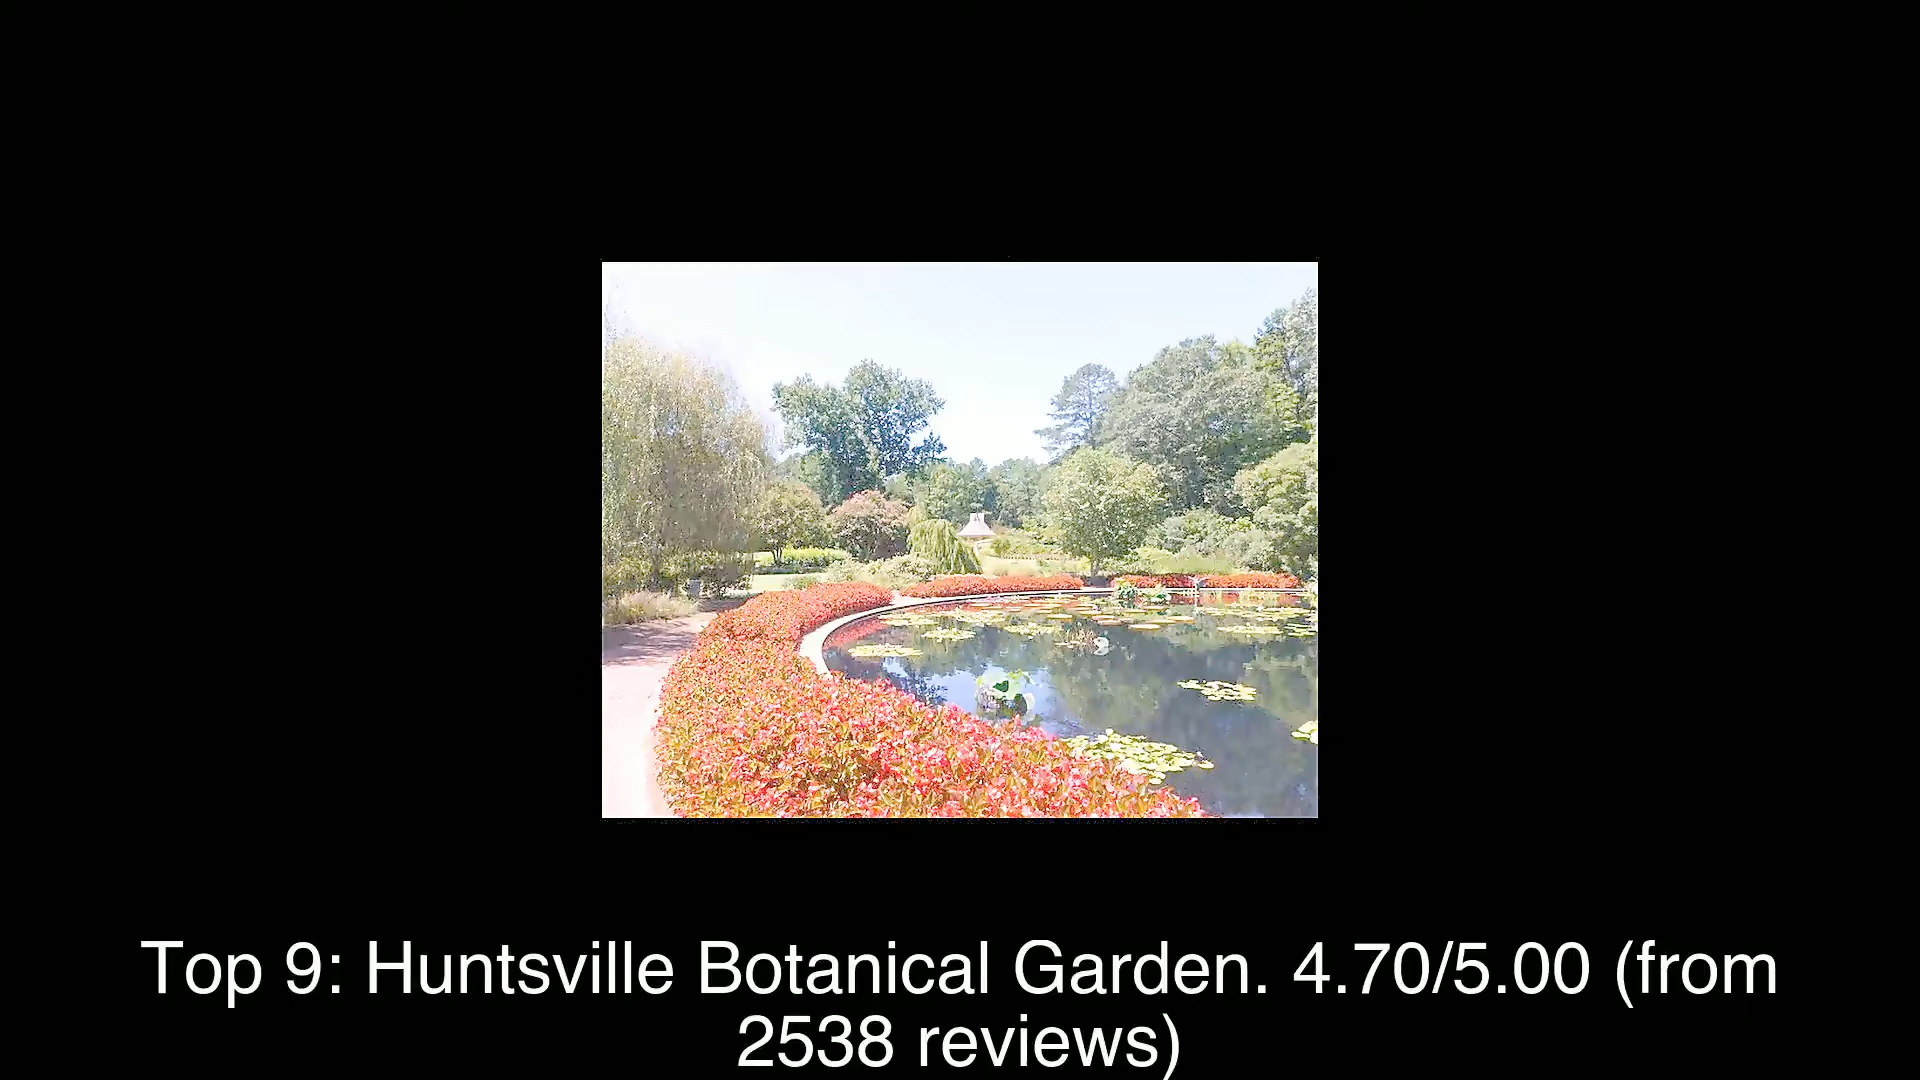 Top 9: Huntsville Botanical Garden. 4.70/5.00 (from
2538 reviews)